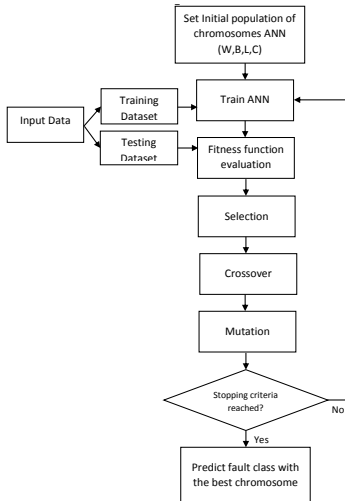 Set Initial population of
chromosomes ANN
(W,B,L,C)
Train ANN
Training
Dataset
Input Data
Testing
Dataset
Fitness function
evaluation
Selection
Crossover
Mutation
Stopping criteria
reached?
No
Yes
Predict fault class with
the best chromosome